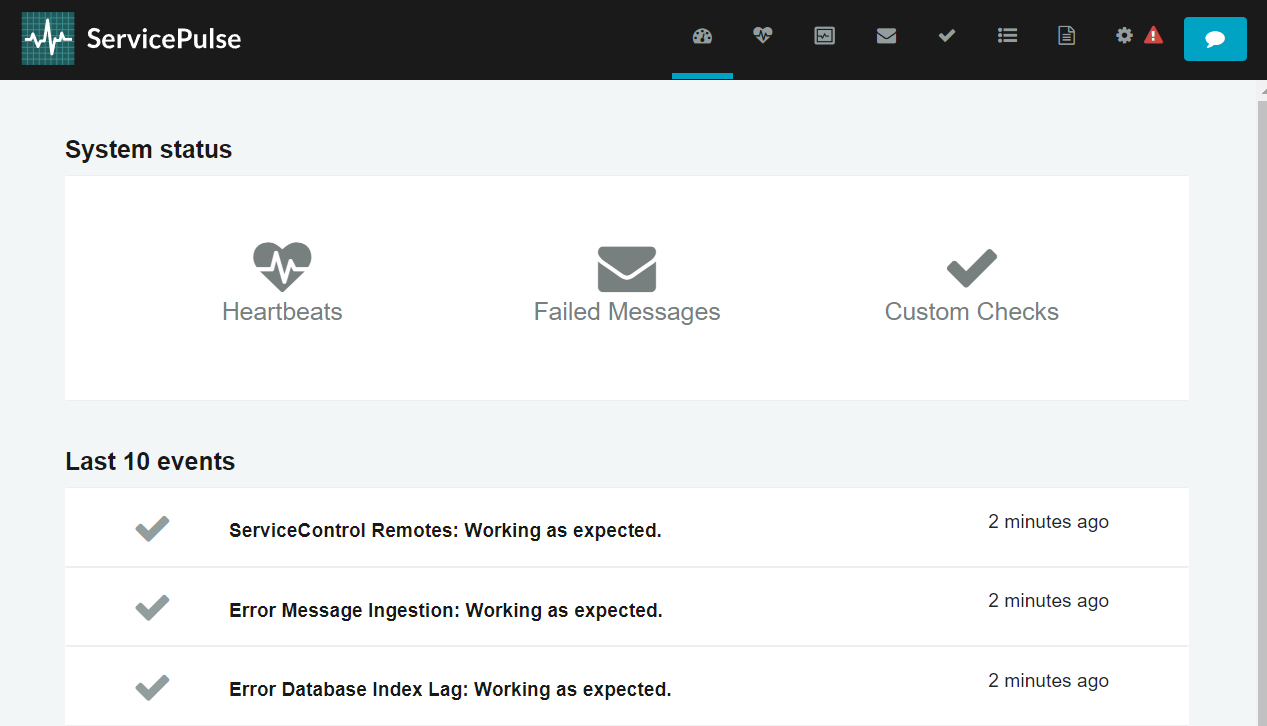 ServicePulse
System status
Heartbeats Failed Messages Custom Checks
Last 10 events
ServiceControl Remotes: Working as expected. 2 minutes ago
Error Message Ingestion: Working as expected. 2 minutes ago
Error Database Index Lag: Working as expected. 2 minutes ago